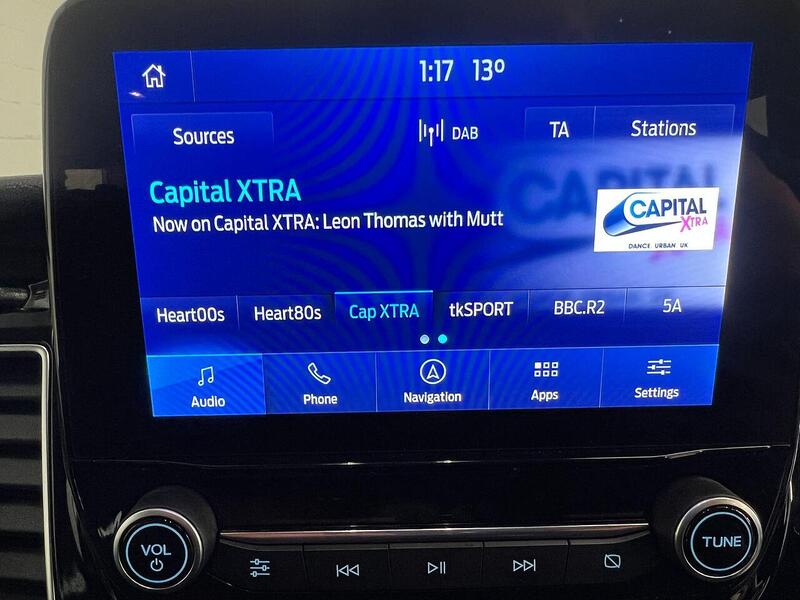 1:17 13º
Sources DAB TA Stations
Capital XTRA
Now on Capital XTRA: Leon Thomas with Mutt
CAPITAL
XTRA
DANCE. URBAN. UK
Heart00s Heart80s Cap XTRA tkSPORT BBC.R2 5A
Audio Phone Navigation Apps Settings
VOL TUNE